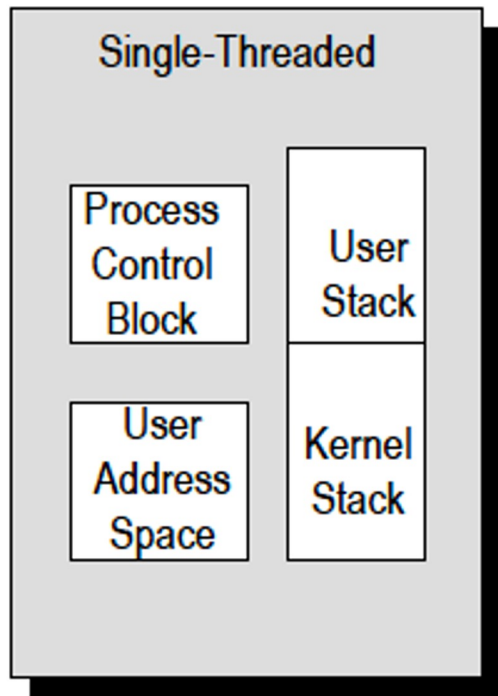 Single-Threaded
Process
Control
Block
User
Stack
User
Address
Space
Kernel
Stack